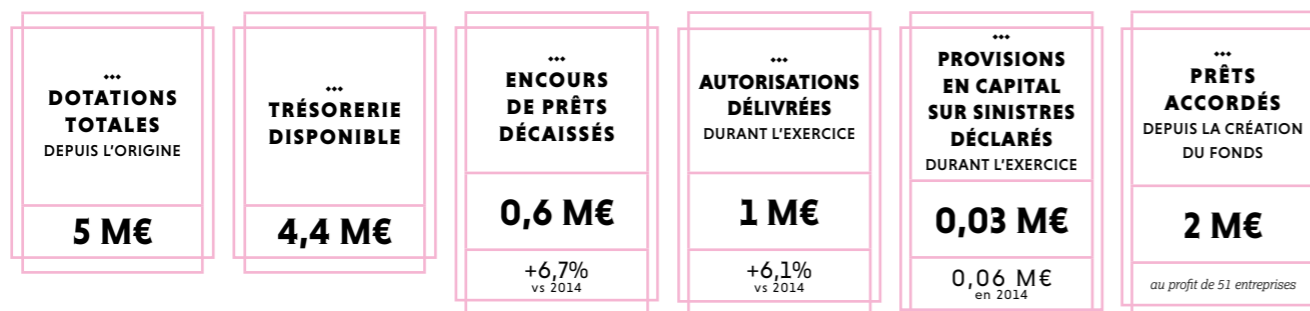 DOTATIONS
TOTALES
DEPUIS L'ORIGINE
5 M€
TRÉSORERIE
DISPONIBLE
4,4 M€
ENCOURS
DE PRÊTS
DÉCAISSÉS
0,6 M€
+6,7%
vs 2014
AUTORISATIONS
DÉLIVRÉES
DURANT L'EXERCICE
1 M€
+6,1%
vs 2014
PROVISIONS
EN CAPITAL
SUR SINISTRES
DÉCLARÉS
DURANT L'EXERCICE
0,03 M€
0,06 M€
en 2014
PRÊTS
ACCORDÉS
DEPUIS LA CRÉATION
DU FONDS
2 M€
au profit de 51 entreprises